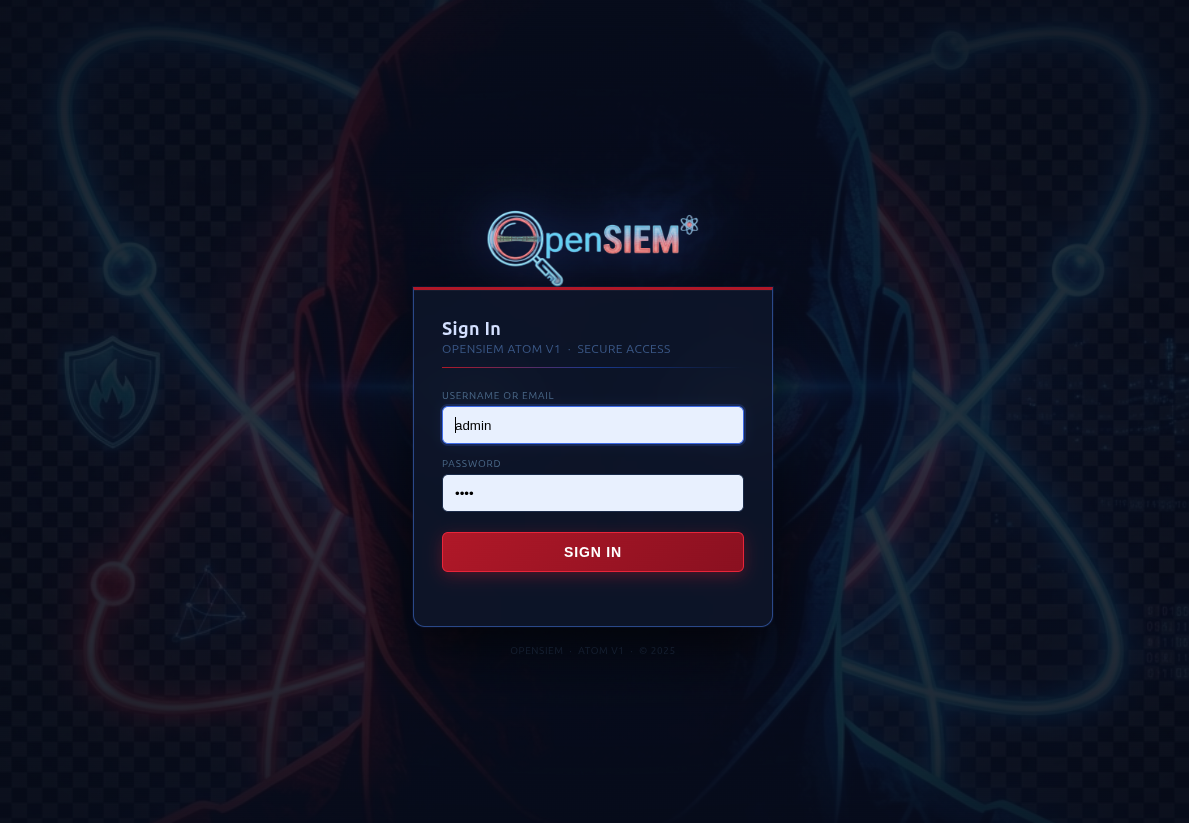 OpenSIEM
Sign In
OPENSIEM ATOM V1 · SECURE ACCESS
USERNAME OR EMAIL
admin
PASSWORD
••••
SIGN IN
OPENSIEM · ATOM V1 · © 2025